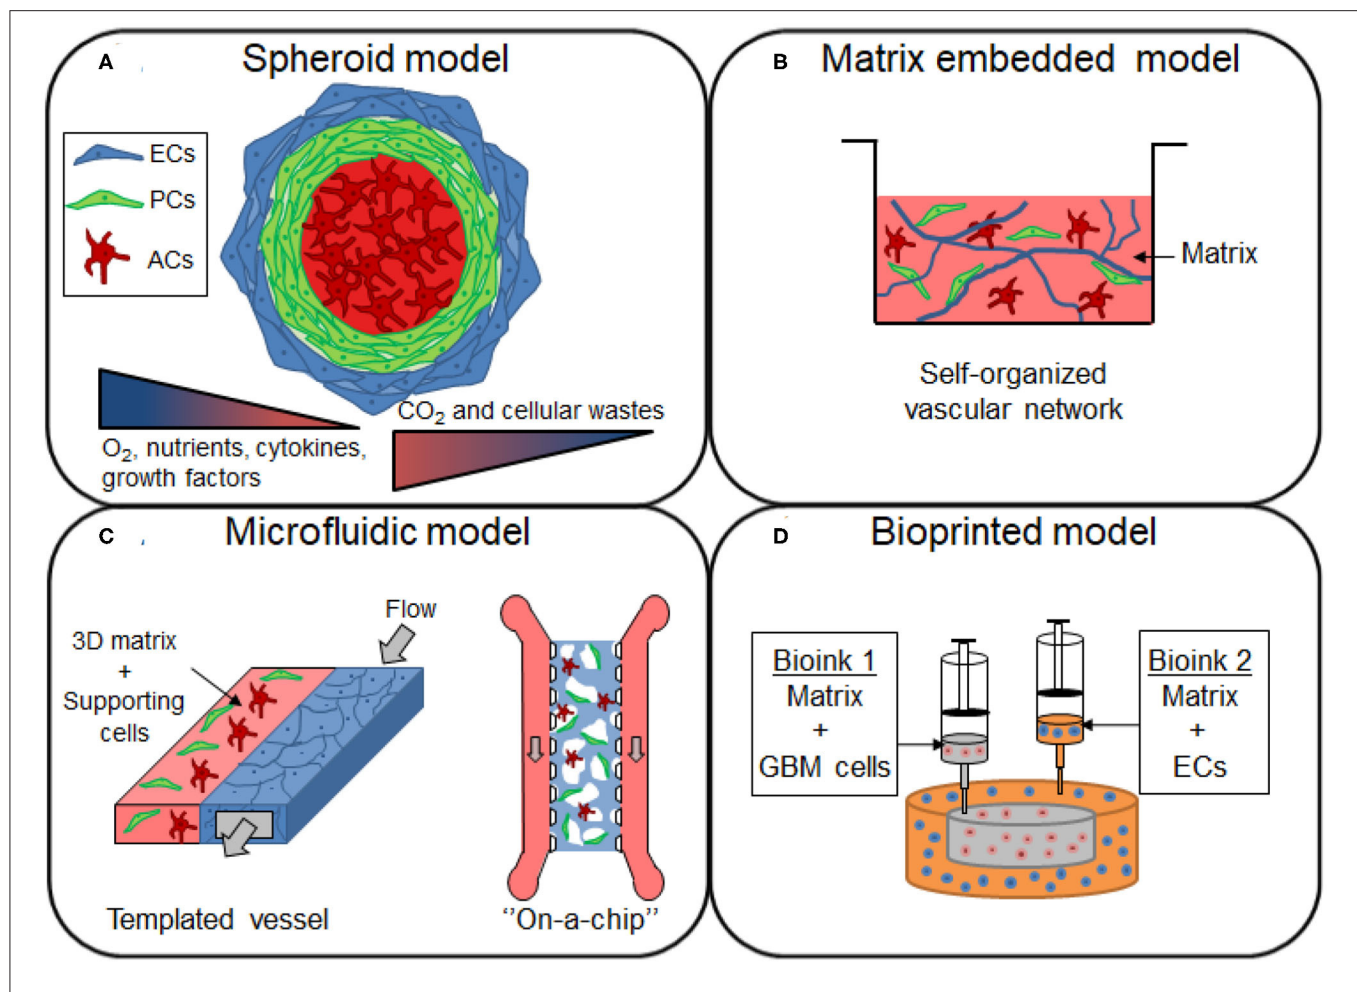 A
Spheroid model
ECs
PCs
ACs
O₂, nutrients, cytokines,
growth factors
CO₂ and cellular wastes
B
Matrix embedded model
Matrix
Self-organized
vascular network
C
Microfluidic model
3D matrix
+
Supporting
cells
Flow
Templated vessel
‘’On-a-chip’’
D
Bioprinted model
Bioink 1
Matrix
+
GBM cells
Bioink 2
Matrix
+
ECs